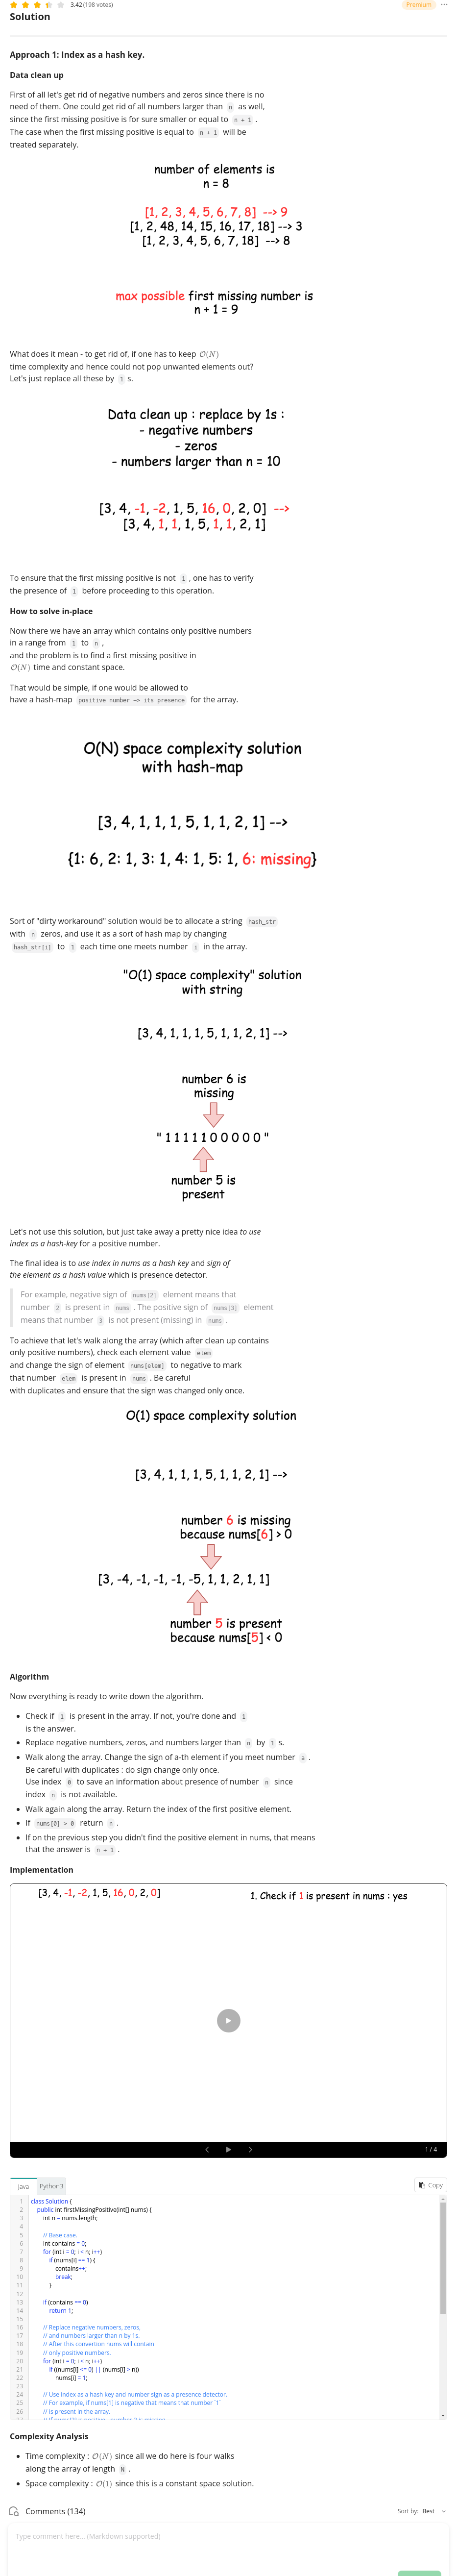 3.42 (198 votes)
Premium
Solution
Approach 1: Index as a hash key.
Data clean up
First of all let's get rid of negative numbers and zeros since there is no
need of them. One could get rid of all numbers larger than n as well,
since the first missing positive is for sure smaller or equal to n + 1 .
The case when the first missing positive is equal to n + 1 will be
treated separately.
number of elements is
n = 8
[1, 2, 3, 4, 5, 6, 7, 8] --> 9
[1, 2, 48, 14, 15, 16, 17, 18] --> 3
[1, 2, 3, 4, 5, 6, 7, 18] --> 8
max possible first missing number is
n + 1 = 9
What does it mean - to get rid of, if one has to keep O(N)
time complexity and hence could not pop unwanted elements out?
Let's just replace all these by 1 s.
Data clean up : replace by 1s :
- negative numbers
- zeros
- numbers larger than n = 10
[3, 4, -1, -2, 1, 5, 16, 0, 2, 0] -->
[3, 4, 1, 1, 1, 5, 1, 1, 2, 1]
To ensure that the first missing positive is not 1 , one has to verify
the presence of 1 before proceeding to this operation.
How to solve in-place
Now there we have an array which contains only positive numbers
in a range from 1 to n ,
and the problem is to find a first missing positive in
O(N) time and constant space.
That would be simple, if one would be allowed to
have a hash-map positive number —> its presence for the array.
O(N) space complexity solution
with hash-map
[3, 4, 1, 1, 1, 5, 1, 1, 2, 1] -->
{1: 6, 2: 1, 3: 1, 4: 1, 5: 1, 6: missing}
Sort of "dirty workaround" solution would be to allocate a string hash_str
with n zeros, and use it as a sort of hash map by changing
hash_str[i] to 1 each time one meets number i in the array.
"O(1) space complexity" solution
with string
[3, 4, 1, 1, 1, 5, 1, 1, 2, 1] -->
number 6 is
missing
" 1 1 1 1 1 0 0 0 0 0 "
number 5 is
present
Let's not use this solution, but just take away a pretty nice idea to use
index as a hash-key for a positive number.
The final idea is to use index in nums as a hash key and sign of
the element as a hash value which is presence detector.
For example, negative sign of nums[2] element means that
number 2 is present in nums . The positive sign of nums[3] element
means that number 3 is not present (missing) in nums .
To achieve that let's walk along the array (which after clean up contains
only positive numbers), check each element value elem
and change the sign of element nums[elem] to negative to mark
that number elem is present in nums . Be careful
with duplicates and ensure that the sign was changed only once.
O(1) space complexity solution
[3, 4, 1, 1, 1, 5, 1, 1, 2, 1] -->
number 6 is missing
because nums[6] > 0
[3, -4, -1, -1, -1, -5, 1, 1, 2, 1, 1]
number 5 is present
because nums[5] < 0
Algorithm
Now everything is ready to write down the algorithm.
Check if 1 is present in the array. If not, you're done and 1
is the answer.
Replace negative numbers, zeros, and numbers larger than n by 1 s.
Walk along the array. Change the sign of a-th element if you meet number a .
Be careful with duplicates : do sign change only once.
Use index 0 to save an information about presence of number n since
index n is not available.
Walk again along the array. Return the index of the first positive element.
If nums[0] > 0 return n .
If on the previous step you didn't find the positive element in nums, that means
that the answer is n + 1 .
Implementation
[3, 4, -1, -2, 1, 5, 16, 0, 2, 0]
1. Check if 1 is present in nums : yes
1 / 4
Java
Python3
Copy
1 class Solution {
2 public int firstMissingPositive(int[] nums) {
3 int n = nums.length;
4
5 // Base case.
6 int contains = 0;
7 for (int i = 0; i < n; i++)
8 if (nums[i] == 1) {
9 contains++;
10 break;
11 }
12
13 if (contains == 0)
14 return 1;
15
16 // Replace negative numbers, zeros,
17 // and numbers larger than n by 1s.
18 // After this convertion nums will contain
19 // only positive numbers.
20 for (int i = 0; i < n; i++)
21 if ((nums[i] <= 0) || (nums[i] > n))
22 nums[i] = 1;
23
24 // Use index as a hash key and number sign as a presence detector.
25 // For example, if nums[1] is negative that means that number `1`
26 // is present in the array.
Complexity Analysis
Time complexity : O(N) since all we do here is four walks
along the array of length N .
Space complexity : O(1) since this is a constant space solution.
Comments (134)
Sort by: Best
Type comment here... (Markdown supported)